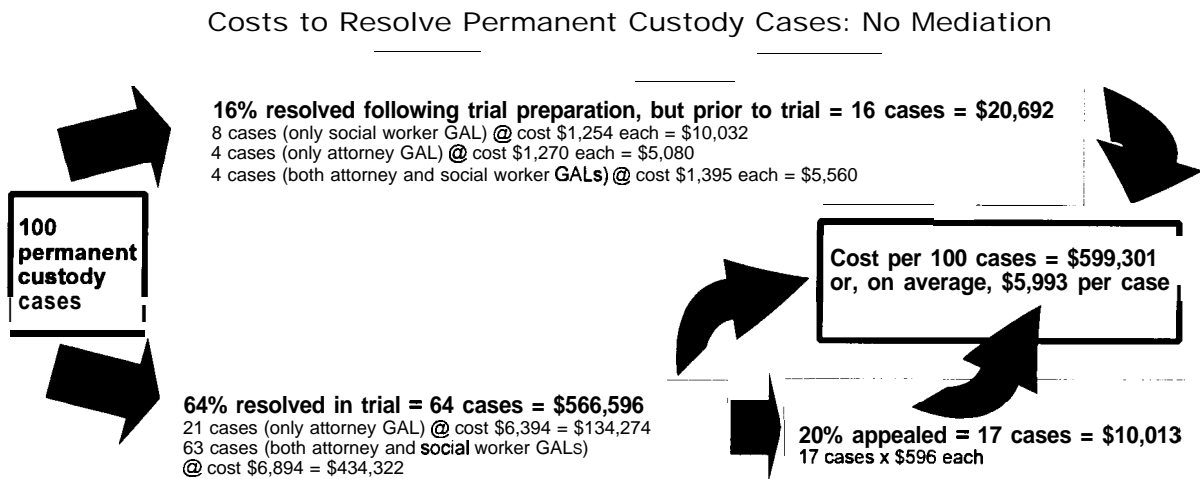 Costs to Resolve Permanent Custody Cases: No Mediation
16% resolved following trial preparation, but prior to trial = 16 cases = $20,692
8 cases (only social worker GAL) @ cost $1,254 each = $10,032
4 cases (only attorney GAL) @ cost $1,270 each = $5,080
4 cases (both attorney and social worker GALs) @ cost $1,395 each = $5,560
100
permanent
custody
cases
Cost per 100 cases = $599,301
or, on average, $5,993 per case
64% resolved in trial = 64 cases = $566,596
21 cases (only attorney GAL) @ cost $6,394 = $134,274
63 cases (both attorney and social worker GALs)
@ cost $6,894 = $434,322
20% appealed = 17 cases = $10,013
17 cases x $596 each